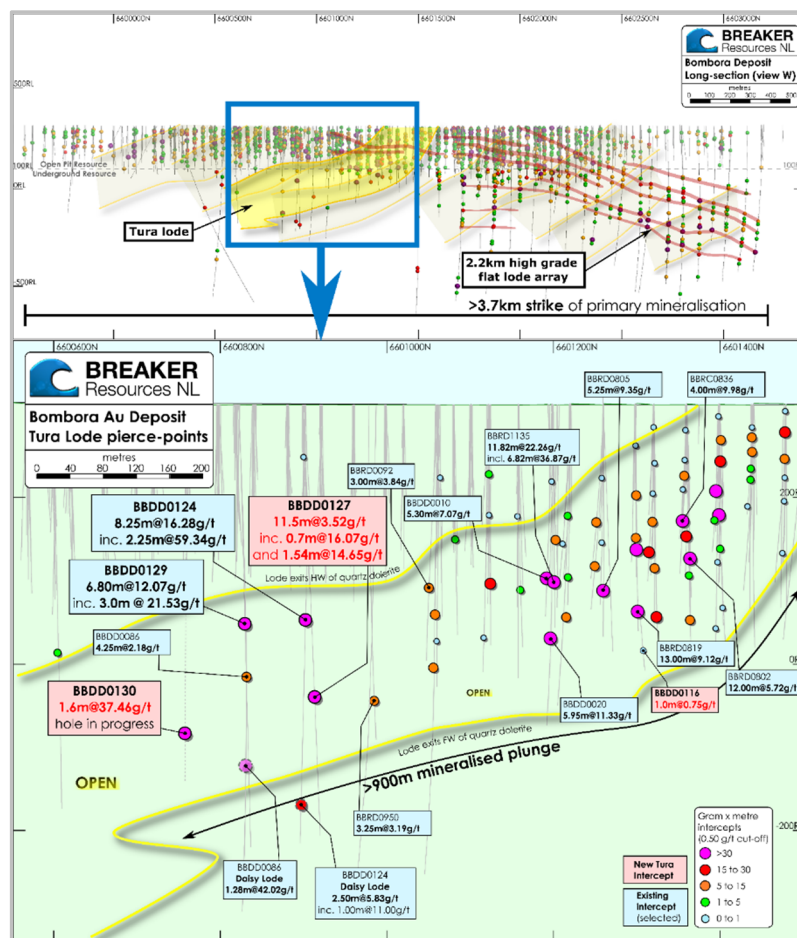 6600000N
6600500N
6601000N
6601500N
6602000N
6602500N
6603000N
BREAKER
Resources NL
Bombora Deposit
Long-section (view W)
metres
0 100 200 300 400 500
500RL
100RL
0RL
-500RL
Open Pit Resource
Underground Resource
Tura lode
2.2km high grade
flat lode array
>3.7km strike of primary mineralisation
6600600N
6600800N
6601000N
6601200N
6601400N
BREAKER
Resources NL
Bombora Au Deposit
Tura Lode pierce-points
metres
0 40 80 120 160 200
BBRD0805
5.25m@9.35g/t
BBRC0836
4.00m@9.98g/t
BBRD1135
11.82m@22.26g/t
incl. 6.82m@36.87g/t
BBRD0092
3.00m@3.84g/t
BBDD0010
5.30m@7.07g/t
BBDD0124
8.25m@16.28g/t
inc. 2.25m@59.34g/t
BBDD0127
11.5m@3.52g/t
inc. 0.7m@16.07g/t
and 1.54m@14.65g/t
BBDD0129
6.80m@12.07g/t
inc. 3.0m @ 21.53g/t
Lode exits HW of quartz dolerite
BBDD0086
4.25m@2.18g/t
BBDD0130
1.6m@37.46g/t
hole in progress
OPEN
OPEN
BBRD0819
13.00m@9.12g/t
BBRD0802
12.00m@5.72g/t
BBDD0116
1.0m@0.75g/t
BBDD0020
5.95m@11.33g/t
Lode exits FW of quartz dolerite
>900m mineralised plunge
BBRD0950
3.25m@3.19g/t
-200RL
BBDD0086
Daisy Lode
1.28m@42.02g/t
BBDD0124
Daisy Lode
2.50m@5.83g/t
inc. 1.00m@11.00g/t
New Tura
Intercept
Existing
Intercept
(selected)
Gram x metre
intercepts
(0.50 g/t cut-off)
>30
15 to 30
5 to 15
1 to 5
0 to 1